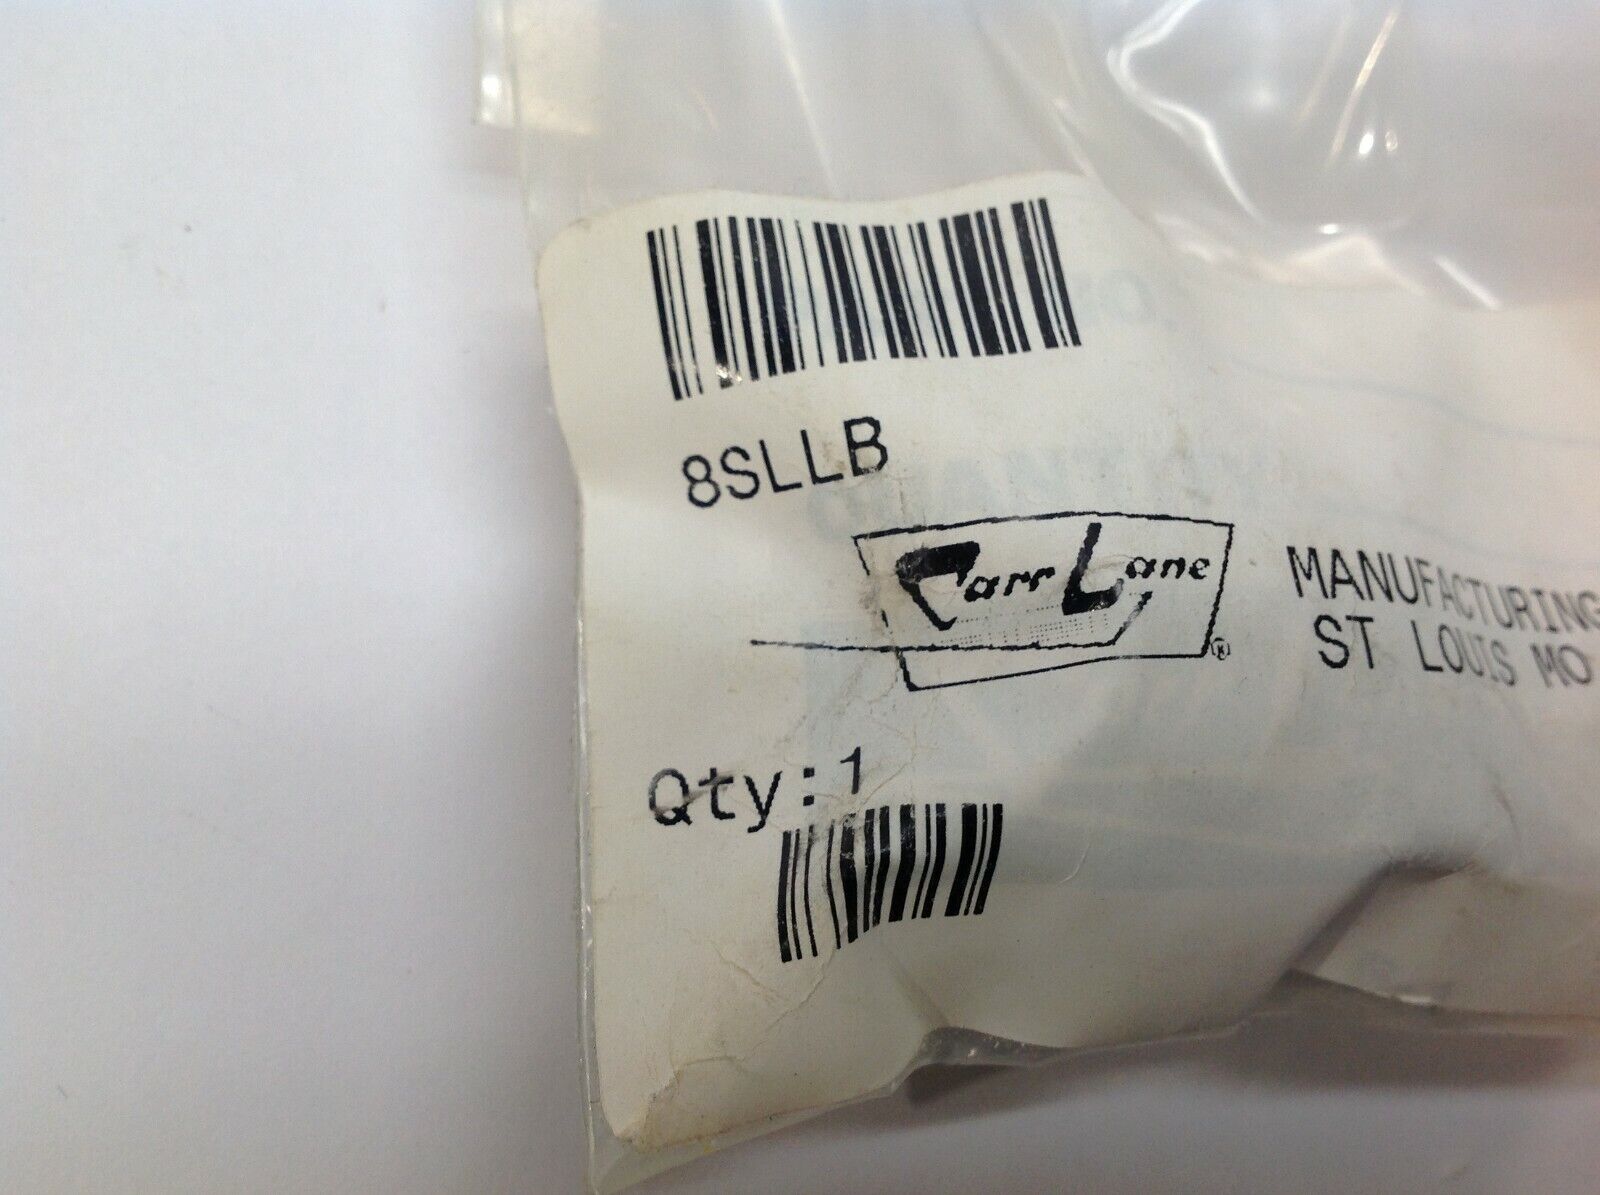 8SLLB
Carr Lane ®
MANUFACTURING
ST LOUIS MO
Qty:1